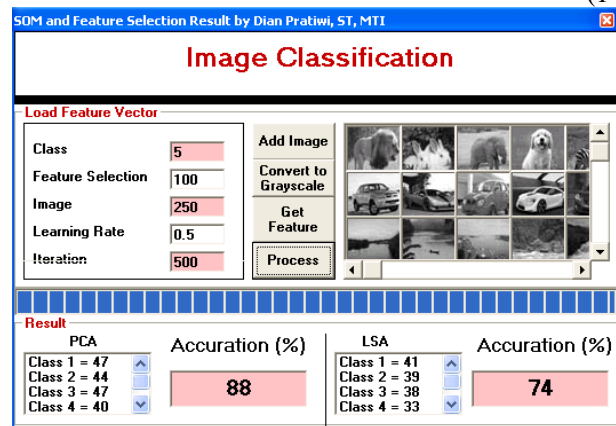 SOM and Feature Selection Result by Dian Pratiwi, ST, MTI
Image Classification
Load Feature Vector
Class 5
Feature Selection 100
Image 250
Learning Rate 0.5
Iteration 500
Add Image
Convert to
Grayscale
Get
Feature
Process
Result
PCA
Class 1 = 47
Class 2 = 44
Class 3 = 47
Class 4 = 40
Accuration (%)
88
LSA
Class 1 = 41
Class 2 = 39
Class 3 = 38
Class 4 = 33
Accuration (%)
74